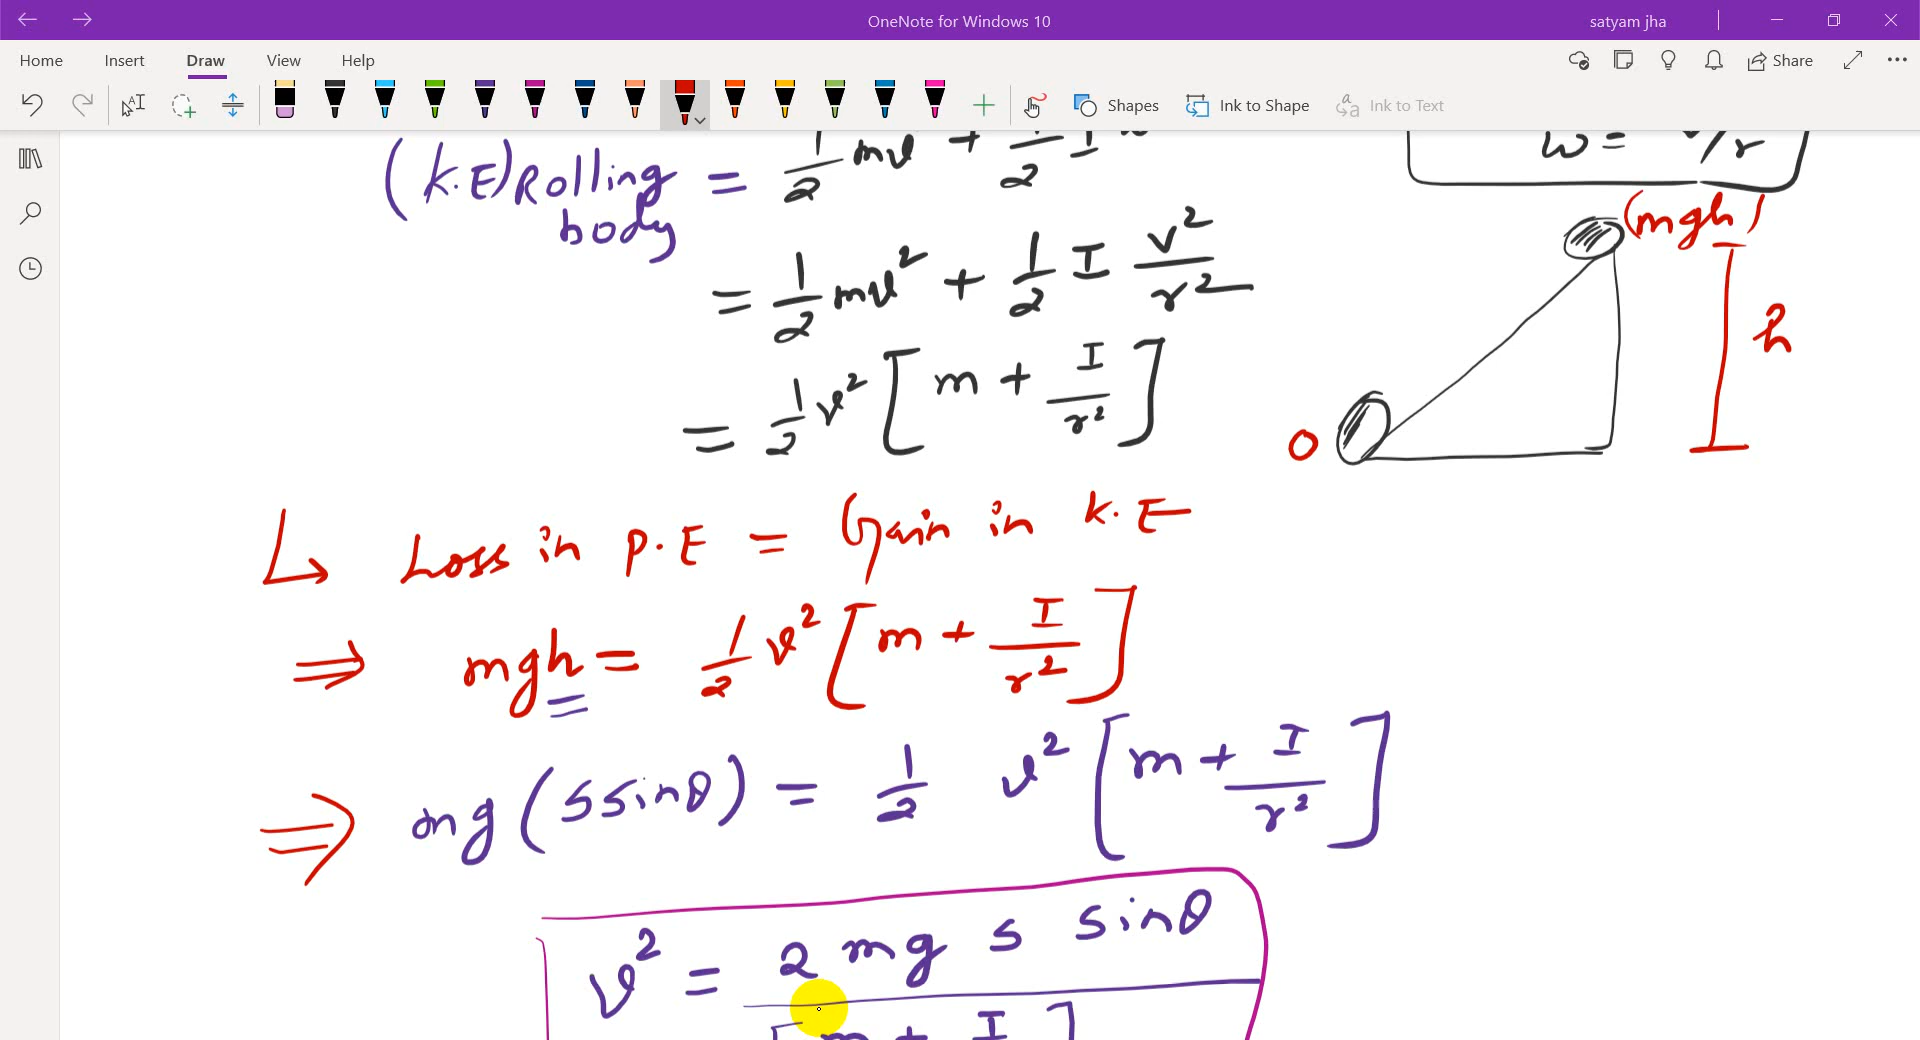 OneNote for Windows 10
satyam jha
Home Insert Draw View Help
Share
Shapes Ink to Shape Ink to Text
(K.E)Rolling body = 1/2 mv + 1/2 I
ω = v/r
= 1/2 mv² + 1/2 I v²/r²
= 1/2 v² [m + I/r²]
(mgh)
h
0
↳ Loss in P.E = Gain in K.E
⇒ mgh = 1/2 v² [m + I/r²]
⇒ mg(s sinθ) = 1/2 v² [m + I/r²]
v² = 2 mg s sinθ
[m + I ]